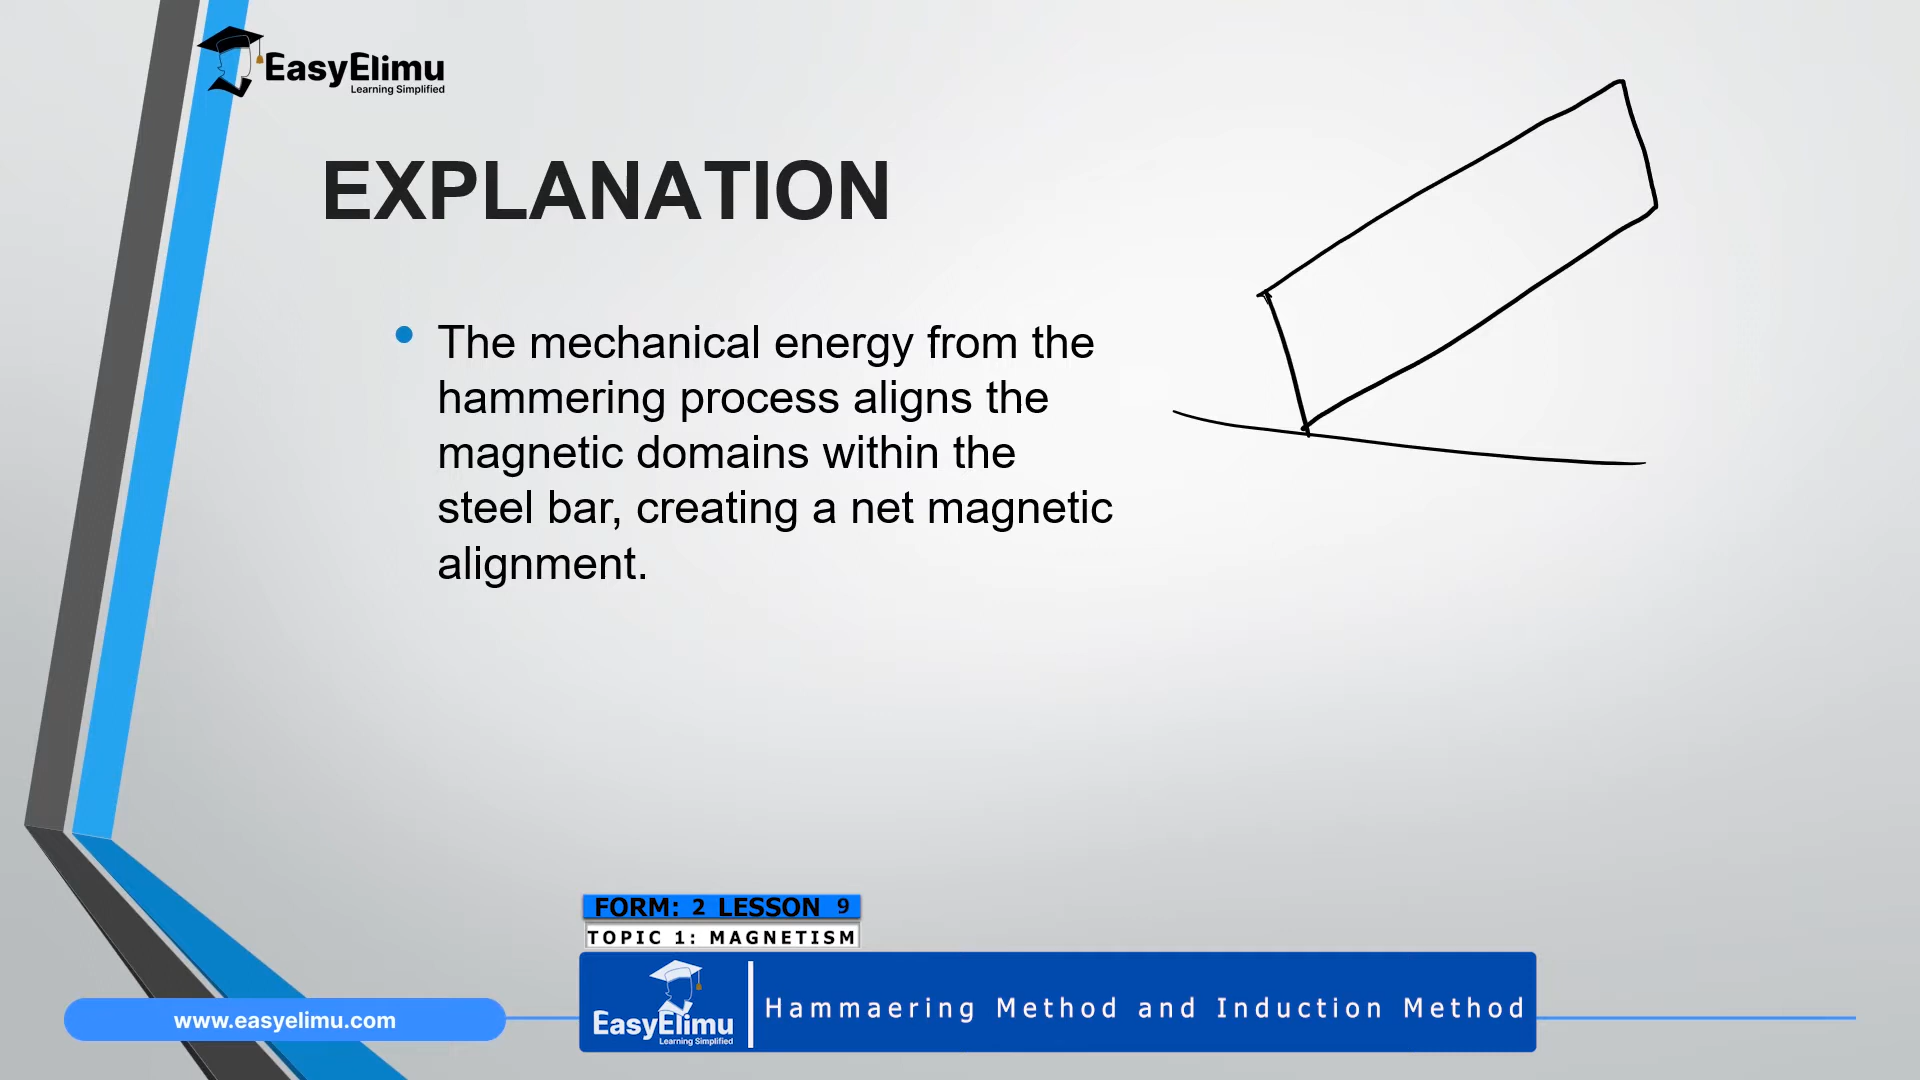 EasyElimu
Learning Simplified
EXPLANATION
The mechanical energy from the
hammering process aligns the
magnetic domains within the
steel bar, creating a net magnetic
alignment.
FORM: 2 LESSON 9
TOPIC 1: MAGNETISM
EasyElimu
Learning Simplified
Hammaering Method and Induction Method
www.easyelimu.com